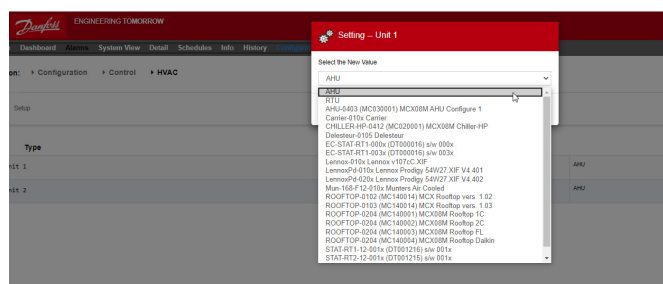 Danfoss
ENGINEERING TOMORROW
Dashboard Alarms System View Detail Schedules Info History
on: Configuration Control HVAC
Setup
Type
nit 1 AHU
nit 2 AHU
Setting -- Unit 1
Select the New Value
AHU
AHU
RTU
AHU-0403 (MC030001) MCX08M AHU Configure 1
Carrier-010x Carrier
CHILLER-HP-0412 (MC020001) MCX08M Chiller-HP
Delesteur-0105 Delesteur
EC-STAT-RT1-000x (DT000016) s/w 000x
EC-STAT-RT1-003x (DT000016) s/w 003x
Lennox-010x Lennox v107cC.XIF
LennoxPd-010x Lennox Prodigy 54W27.XIF V4.401
LennoxPd-020x Lennox Prodigy 54W27.XIF V4.402
Mun-168-F12-010x Munters Air Cooled
ROOFTOP-0102 (MC140014) MCX Rooftop vers. 1.02
ROOFTOP-0103 (MC140014) MCX Rooftop vers. 1.03
ROOFTOP-0204 (MC140001) MCX08M Rooftop 1C
ROOFTOP-0204 (MC140002) MCX08M Rooftop 2C
ROOFTOP-0204 (MC140003) MCX08M Rooftop FL
ROOFTOP-0204 (MC140004) MCX08M Rooftop Daikin
STAT-RT1-12-001x (DT001216) s/w 001x
STAT-RT2-12-001x (DT001215) s/w 001x